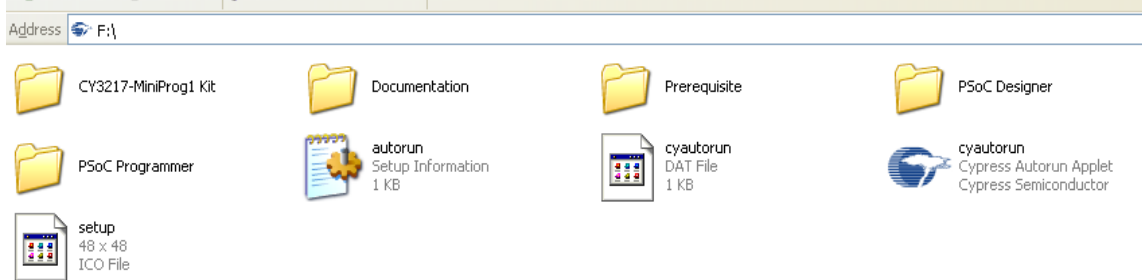 Address F:\
CY3217-MiniProg1 Kit
Documentation
Prerequisite
PSoC Designer
PSoC Programmer
autorun
Setup Information
1 KB
cyautorun
DAT File
1 KB
cyautorun
Cypress Autorun Applet
Cypress Semiconductor
setup
48 x 48
ICO File